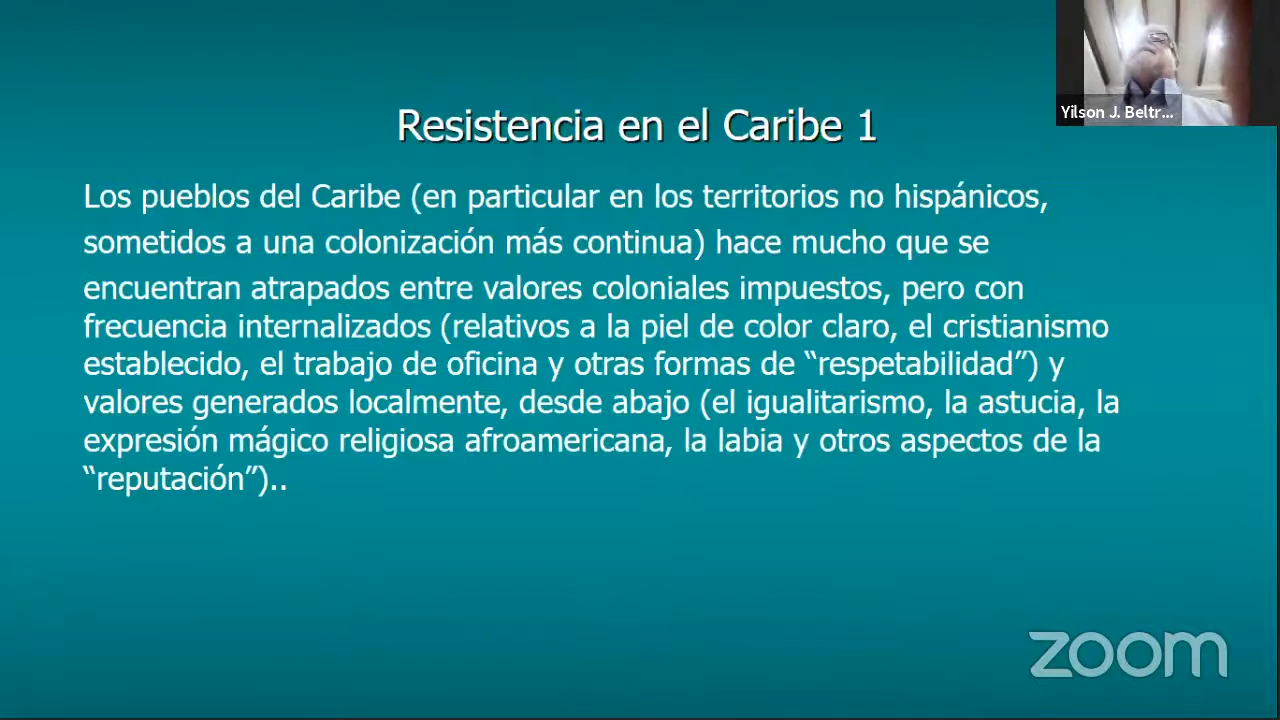 Yilson J. Beltr...
Resistencia en el Caribe 1
Los pueblos del Caribe (en particular en los territorios no hispánicos,
sometidos a una colonización más continua) hace mucho que se
encuentran atrapados entre valores coloniales impuestos, pero con
frecuencia internalizados (relativos a la piel de color claro, el cristianismo
establecido, el trabajo de oficina y otras formas de “respetabilidad”) y
valores generados localmente, desde abajo (el igualitarismo, la astucia, la
expresión mágico religiosa afroamericana, la labia y otros aspectos de la
“reputación”)..
zoom